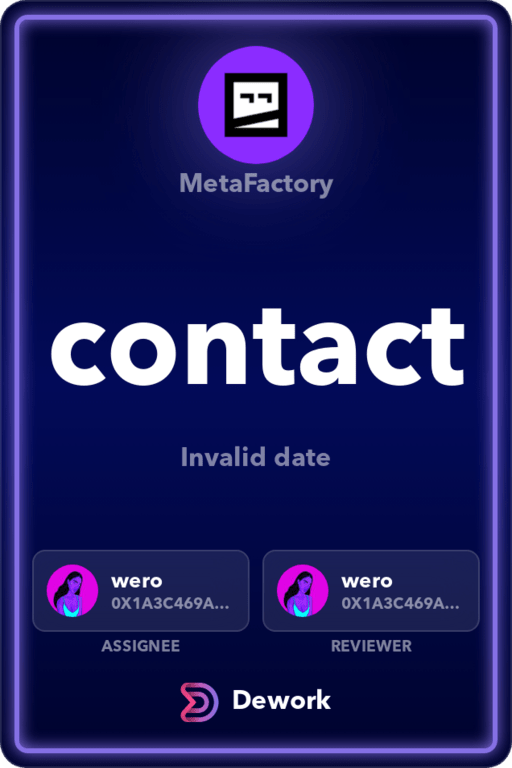 MetaFactory
contact
Invalid date
wero
0X1A3C469A...
wero
0X1A3C469A...
ASSIGNEE
REVIEWER
Dework